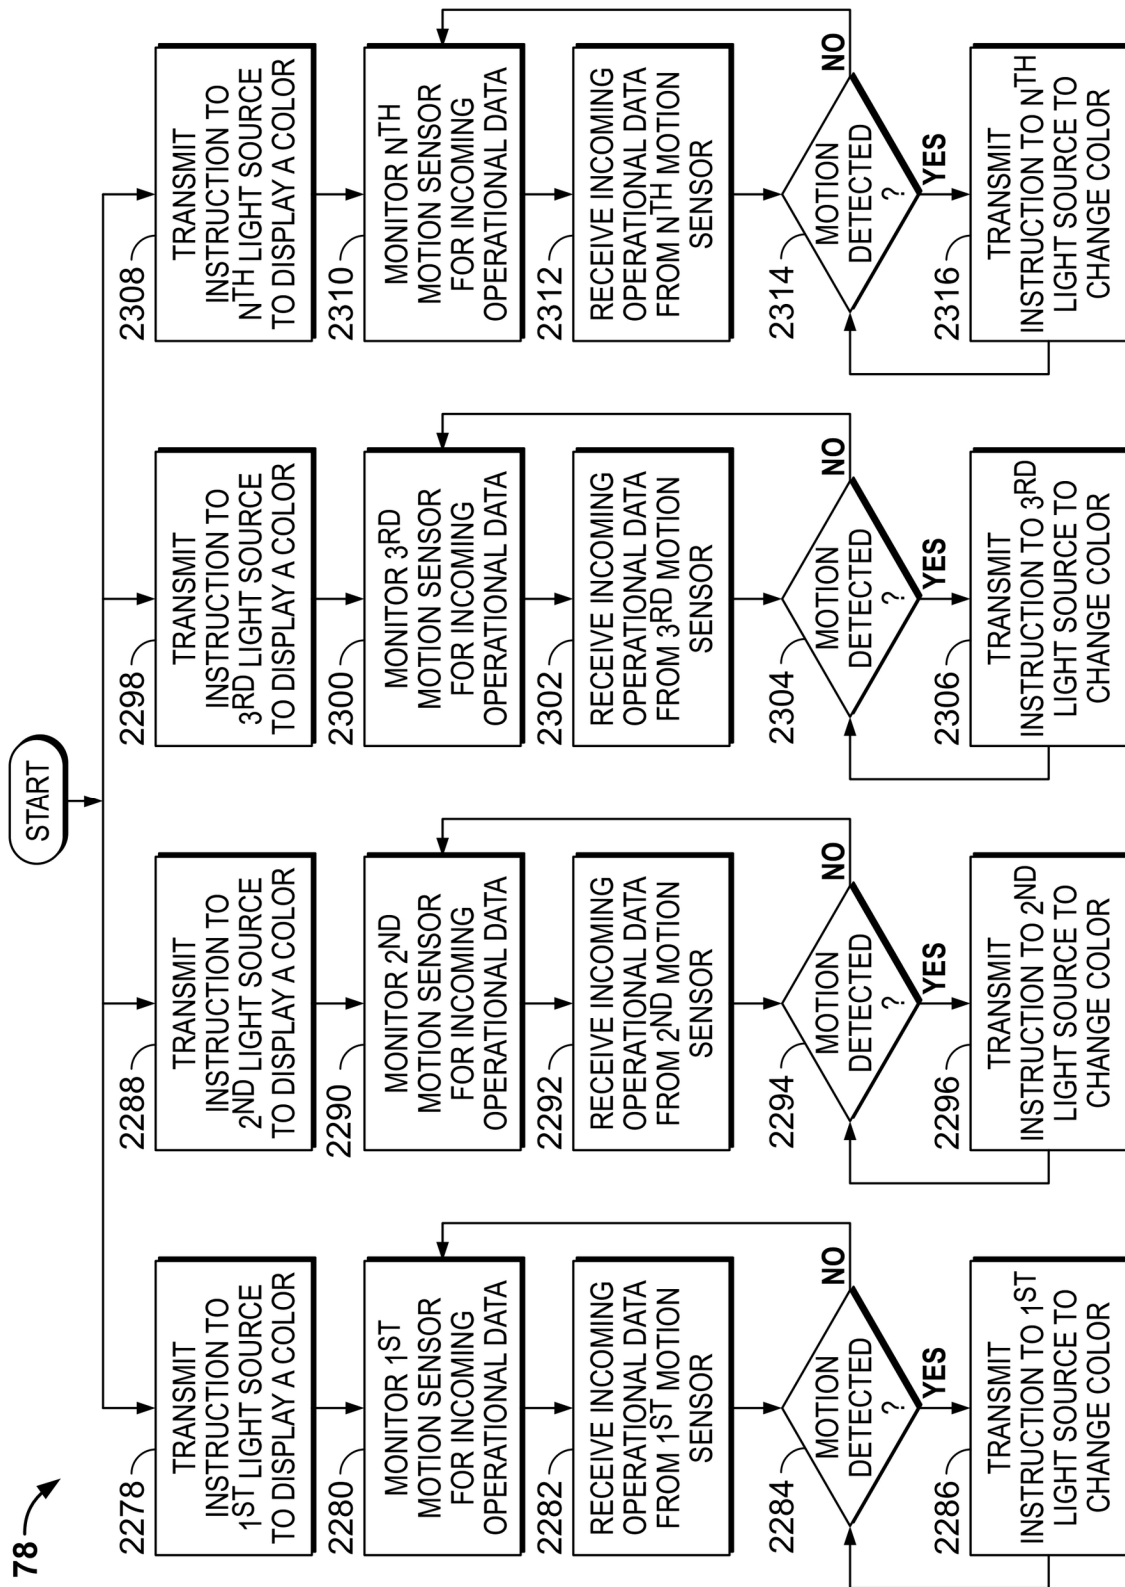 78
START
2278
TRANSMIT
INSTRUCTION TO
1ST LIGHT SOURCE
TO DISPLAY A COLOR
2280
MONITOR 1ST
MOTION SENSOR
FOR INCOMING
OPERATIONAL DATA
2282
RECEIVE INCOMING
OPERATIONAL DATA
FROM 1ST MOTION
SENSOR
2284
MOTION
DETECTED
?
NO
YES
2286
TRANSMIT
INSTRUCTION TO 1ST
LIGHT SOURCE TO
CHANGE COLOR
2288
TRANSMIT
INSTRUCTION TO
2ND LIGHT SOURCE
TO DISPLAY A COLOR
2290
MONITOR 2ND
MOTION SENSOR
FOR INCOMING
OPERATIONAL DATA
2292
RECEIVE INCOMING
OPERATIONAL DATA
FROM 2ND MOTION
SENSOR
2294
MOTION
DETECTED
?
NO
YES
2296
TRANSMIT
INSTRUCTION TO 2ND
LIGHT SOURCE TO
CHANGE COLOR
2298
TRANSMIT
INSTRUCTION TO
3RD LIGHT SOURCE
TO DISPLAY A COLOR
2300
MONITOR 3RD
MOTION SENSOR
FOR INCOMING
OPERATIONAL DATA
2302
RECEIVE INCOMING
OPERATIONAL DATA
FROM 3RD MOTION
SENSOR
2304
MOTION
DETECTED
?
NO
YES
2306
TRANSMIT
INSTRUCTION TO 3RD
LIGHT SOURCE TO
CHANGE COLOR
2308
TRANSMIT
INSTRUCTION TO
NTH LIGHT SOURCE
TO DISPLAY A COLOR
2310
MONITOR NTH
MOTION SENSOR
FOR INCOMING
OPERATIONAL DATA
2312
RECEIVE INCOMING
OPERATIONAL DATA
FROM NTH MOTION
SENSOR
2314
MOTION
DETECTED
?
NO
YES
2316
TRANSMIT
INSTRUCTION TO NTH
LIGHT SOURCE TO
CHANGE COLOR